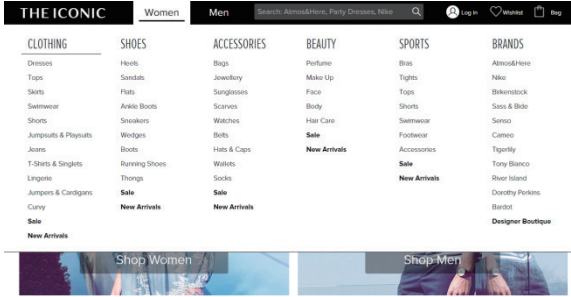 THE ICONIC
Women
Men
Search: Atmos&Here, Party Dresses, Nike
Log In
Wishlist
Bag
CLOTHING
Dresses
Tops
Skirts
Swimwear
Shorts
Jumpsuits & Playsuits
Jeans
T-Shirts & Singlets
Lingerie
Jumpers & Cardigans
Curvy
Sale
New Arrivals
SHOES
Heels
Sandals
Flats
Ankle Boots
Sneakers
Wedges
Boots
Running Shoes
Thongs
Sale
New Arrivals
ACCESSORIES
Bags
Jewellery
Sunglasses
Scarves
Watches
Belts
Hats & Caps
Wallets
Socks
Sale
New Arrivals
BEAUTY
Perfume
Make Up
Face
Body
Hair Care
Sale
New Arrivals
SPORTS
Bras
Tights
Tops
Shorts
Swimwear
Footwear
Accessories
Sale
New Arrivals
BRANDS
Atmos&Here
Nike
Birkenstock
Sass & Bide
Senso
Cameo
Tigerlily
Tony Bianco
River Island
Dorothy Perkins
Bardot
Designer Boutique
Shop Women
Shop Men